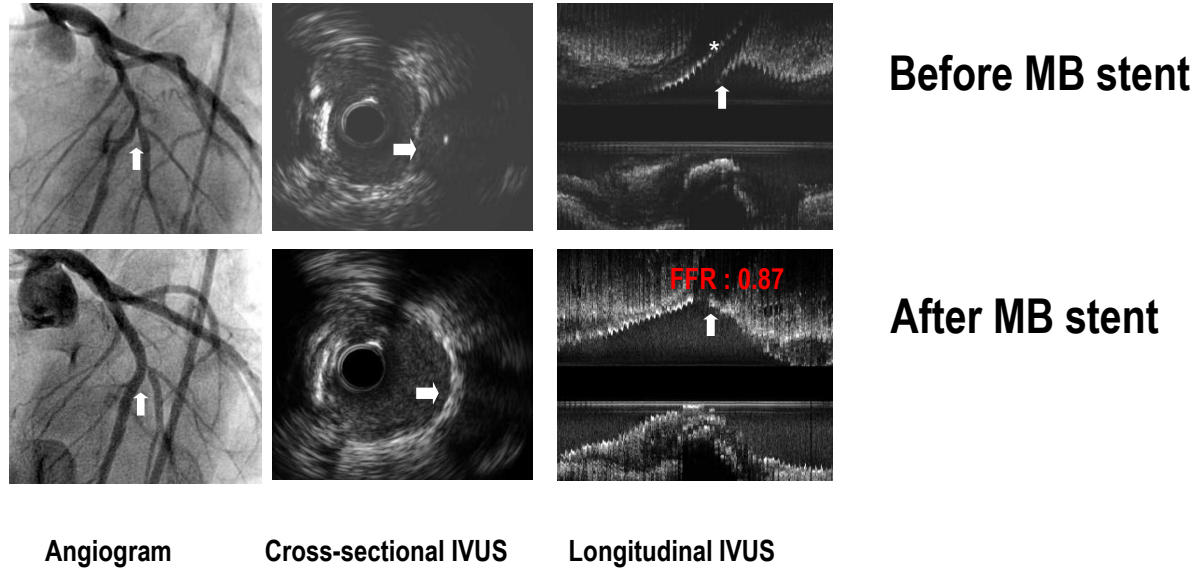 *
Before MB stent
FFR : 0.87
After MB stent
Angiogram
Cross-sectional IVUS
Longitudinal IVUS